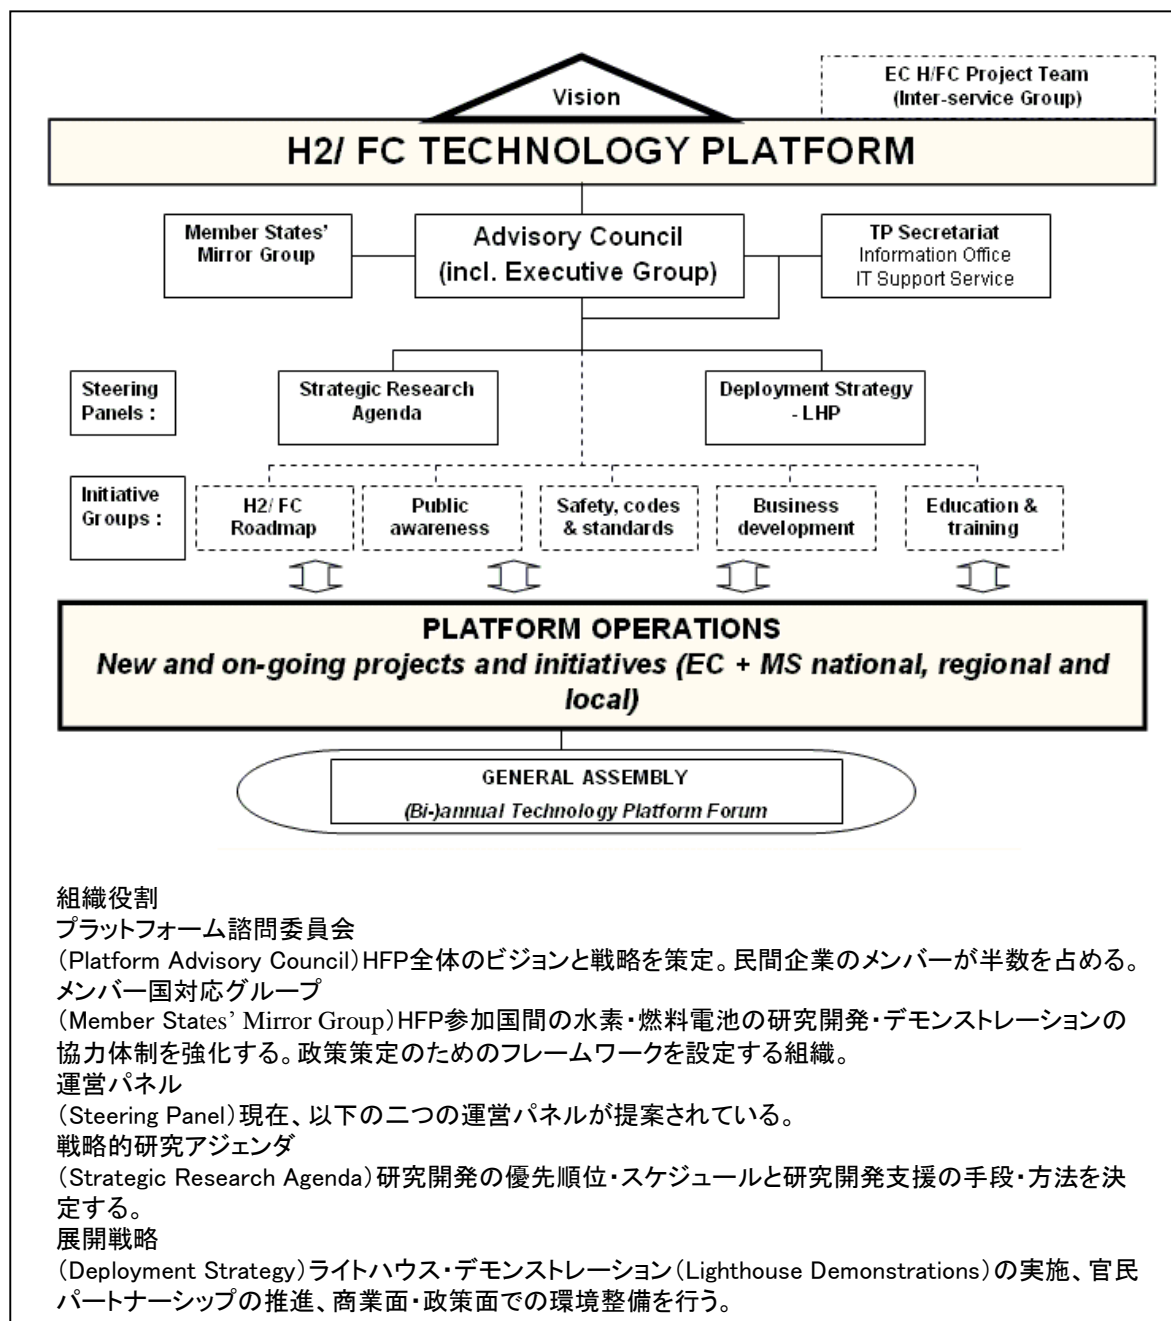 Vision
EC H/FC Project Team
(Inter-service Group)
H2/ FC TECHNOLOGY PLATFORM
Member States'
Mirror Group
Advisory Council
(incl. Executive Group)
TP Secretariat
Information Office
IT Support Service
Steering
Panels :
Strategic Research
Agenda
Deployment Strategy
- LHP
Initiative
Groups :
H2/ FC
Roadmap
Public
awareness
Safety, codes
& standards
Business
development
Education &
training
PLATFORM OPERATIONS
New and on-going projects and initiatives (EC + MS national, regional and
local)
GENERAL ASSEMBLY
(Bi-)annual Technology Platform Forum
組織役割
プラットフォーム諮問委員会
(Platform Advisory Council)HFP全体のビジョンと戦略を策定。民間企業のメンバーが半数を占める。
メンバー国対応グループ
(Member States' Mirror Group)HFP参加国間の水素・燃料電池の研究開発・デモンストレーションの
協力体制を強化する。政策策定のためのフレームワークを設定する組織。
運営パネル
(Steering Panel)現在、以下の二つの運営パネルが提案されている。
戦略的研究アジェンダ
(Strategic Research Agenda)研究開発の優先順位・スケジュールと研究開発支援の手段・方法を決
定する。
展開戦略
(Deployment Strategy)ライトハウス・デモンストレーション(Lighthouse Demonstrations)の実施、官民
パートナーシップの推進、商業面・政策面での環境整備を行う。